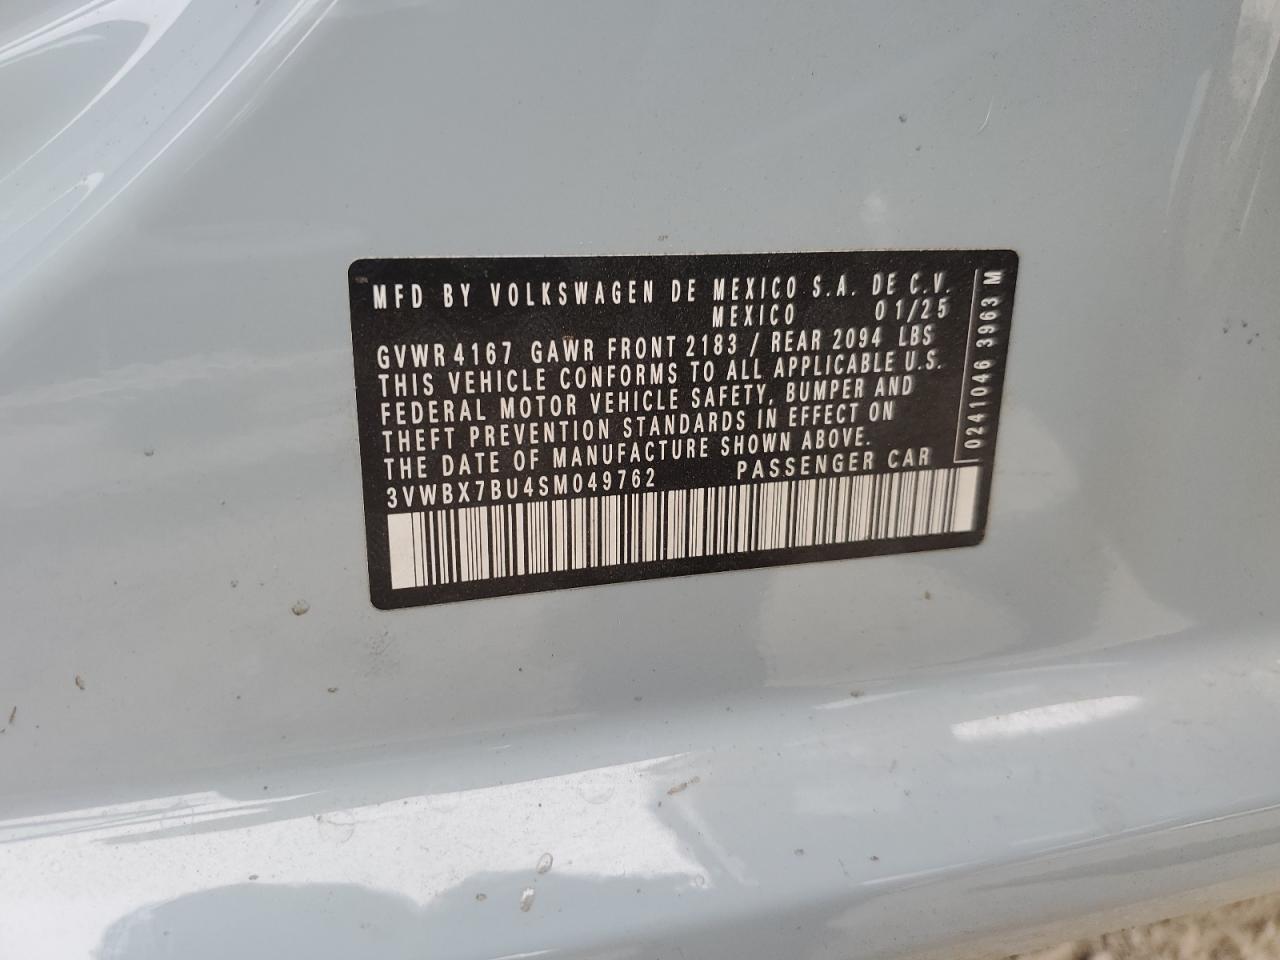 MFD BY VOLKSWAGEN DE MEXICO S.A. DE C.V.
MEXICO 01/25
GVWR 4167 GAWR FRONT 2183 / REAR 2094 LBS
THIS VEHICLE CONFORMS TO ALL APPLICABLE U.S.
FEDERAL MOTOR VEHICLE SAFETY, BUMPER AND
THEFT PREVENTION STANDARDS IN EFFECT ON
THE DATE OF MANUFACTURE SHOWN ABOVE.
3VWBX7BU4SM049762 PASSENGER CAR
0241046 3963 M